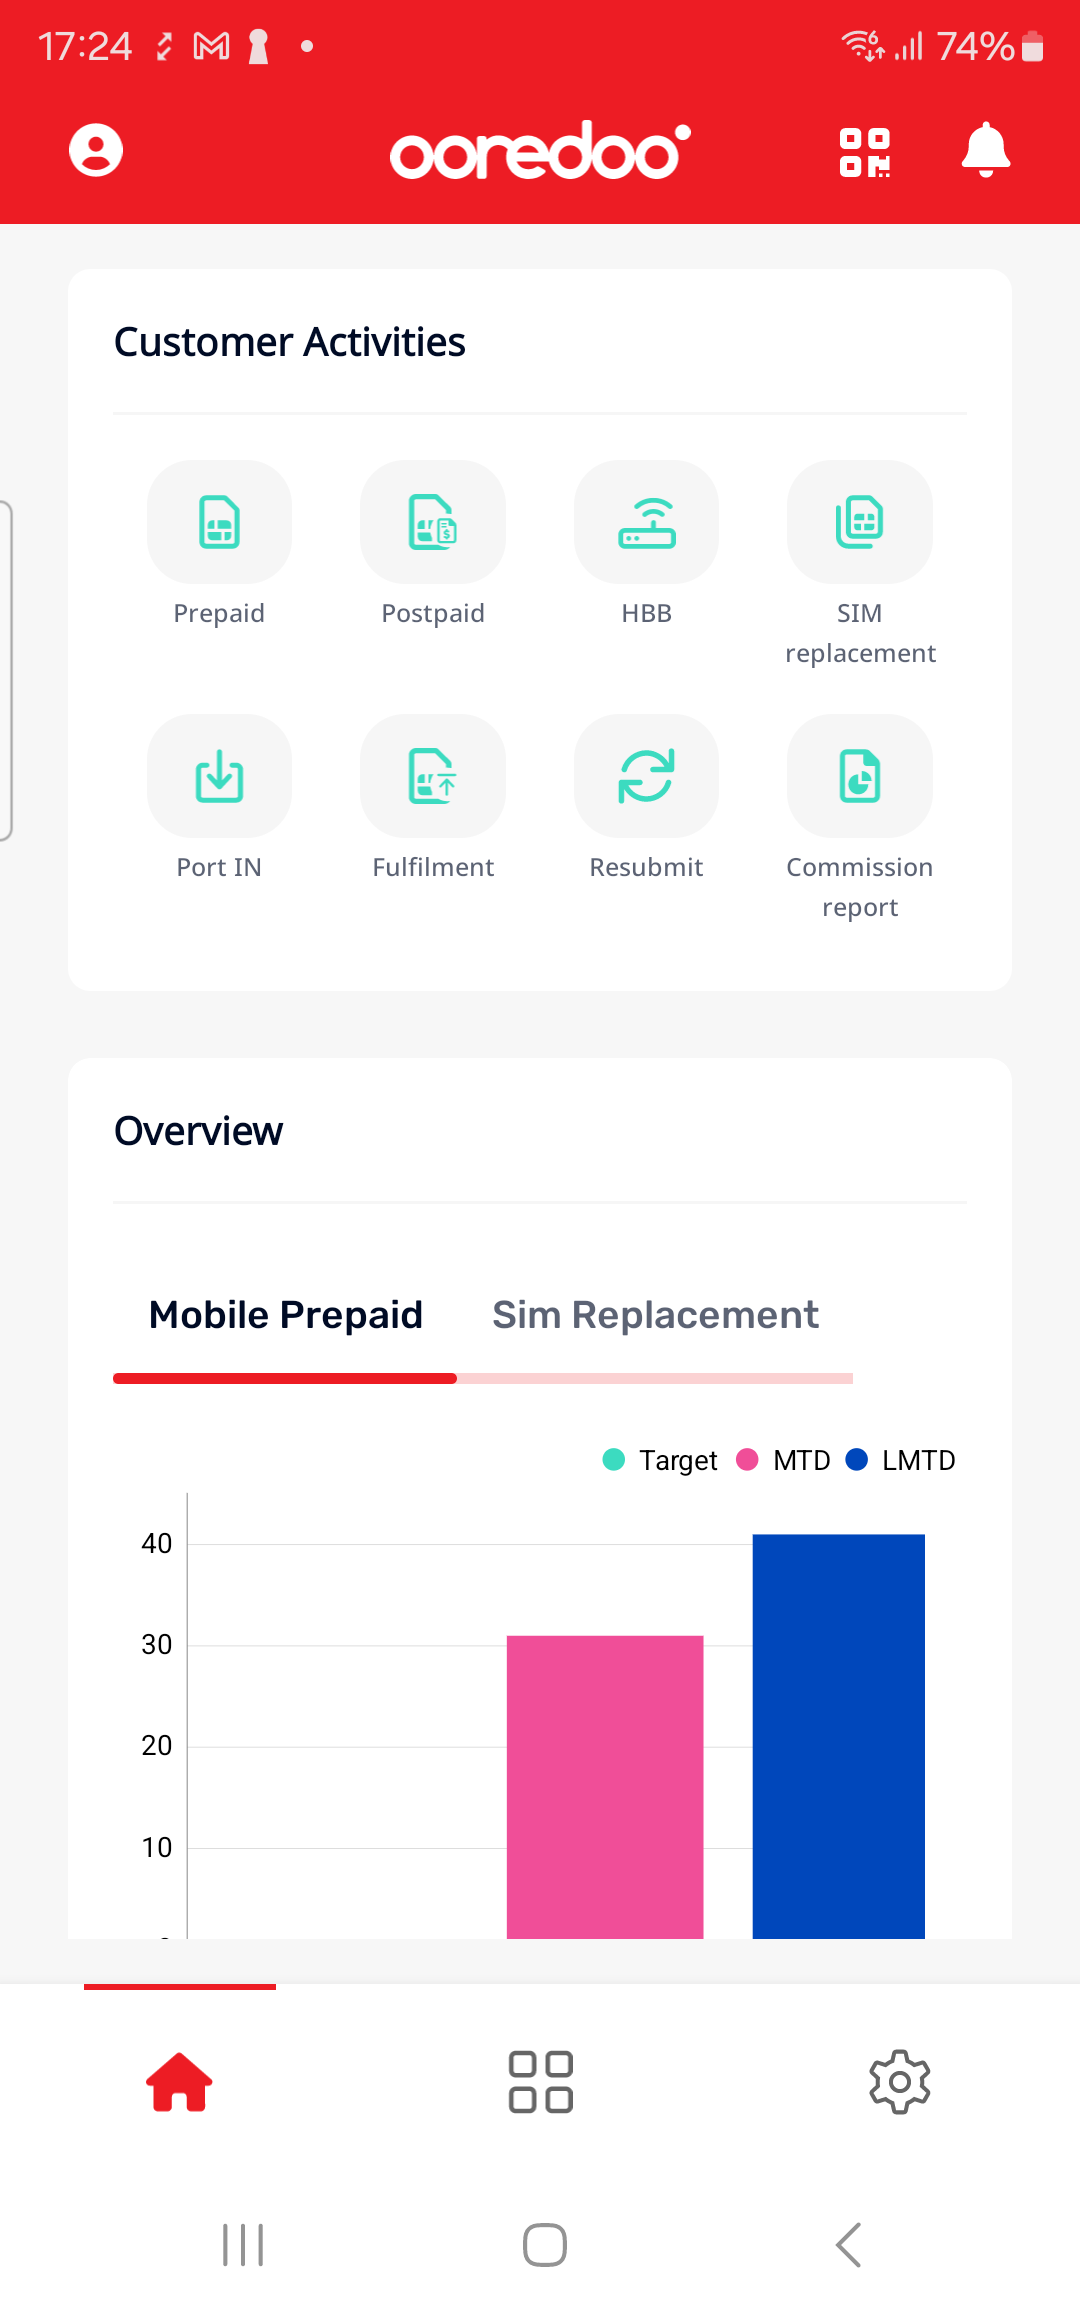 17:24
6 74%
ooredoo
Customer Activities
Prepaid
Postpaid
HBB
SIM
replacement
Port IN
Fulfilment
Resubmit
Commission
report
Overview
Mobile Prepaid
Sim Replacement
Target MTD LMTD
40
30
20
10